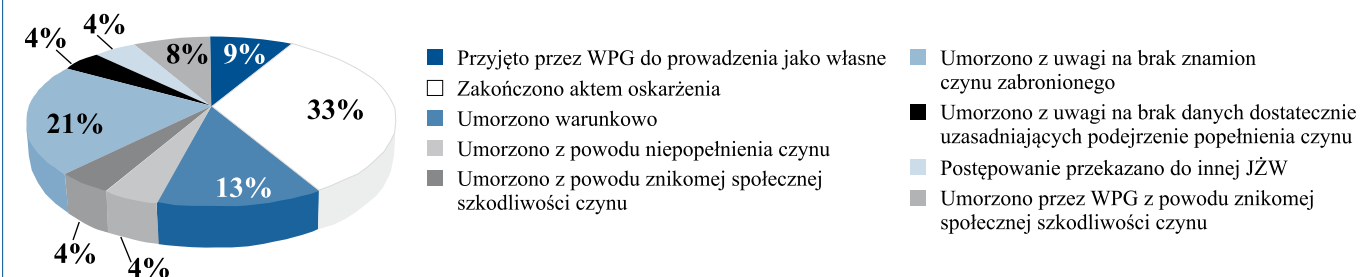 4%
4%
8%
9%
33%
21%
13%
4%
4%
Przyjęto przez WPG do prowadzenia jako własne
Zakończono aktem oskarżenia
Umorzono warunkowo
Umorzono z powodu niepopełnienia czynu
Umorzono z powodu znikomej społecznej
szkodliwości czynu
Umorzono z uwagi na brak znamion
czynu zabronionego
Umorzono z uwagi na brak danych dostatecznie
uzasadniających podejrzenie popełnienia czynu
Postępowanie przekazano do innej JŻW
Umorzono przez WPG z powodu znikomej
społecznej szkodliwości czynu